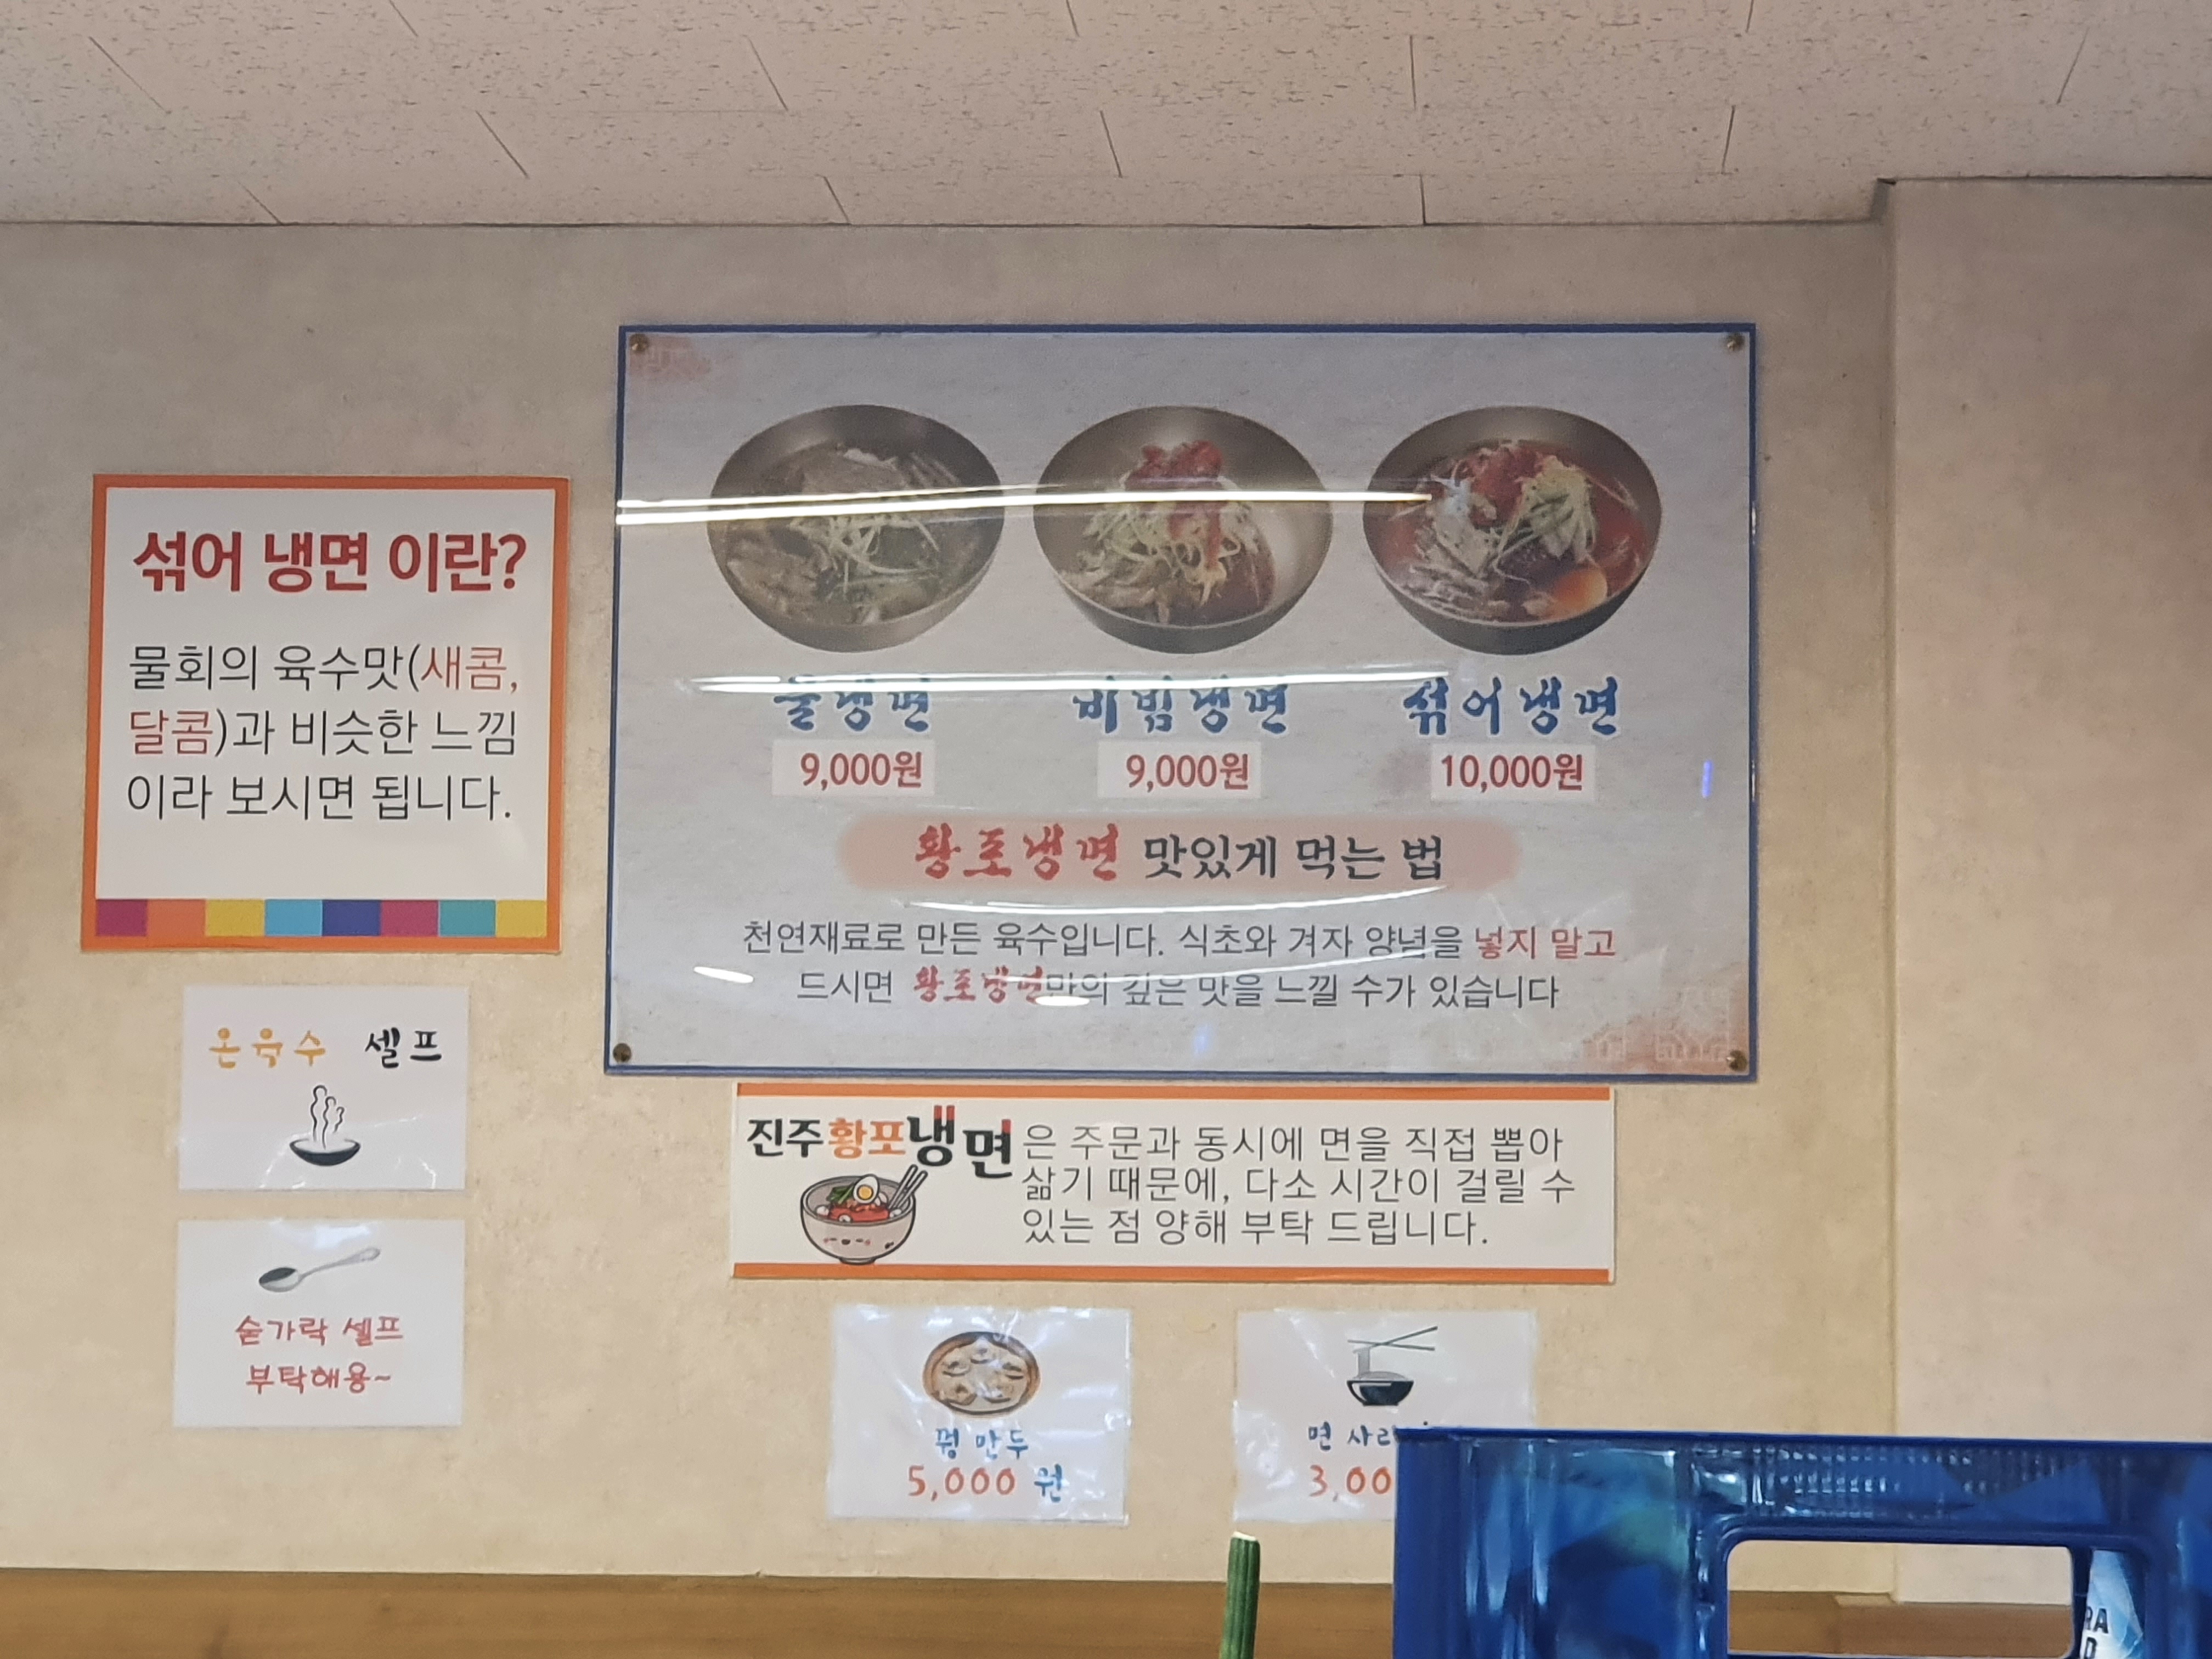 섞어 냉면 이란?
물회의 육수맛(새콤,
달콤)과 비슷한 느낌
이라 보시면 됩니다.
온육수 셀프
숟가락 셀프
부탁해용~
물냉면 비빔냉면 섞어냉면
9,000원 9,000원 10,000원
황포냉면 맛있게 먹는 법
천연재료로 만든 육수입니다. 식초와 겨자 양념을 넣지 말고
드시면 황포냉면만의 깊은 맛을 느낄 수가 있습니다
진주황포냉면은 주문과 동시에 면을 직접 뽑아
삶기 때문에, 다소 시간이 걸릴 수
있는 점 양해 부탁 드립니다.
꿩 만두
5,000 원
면